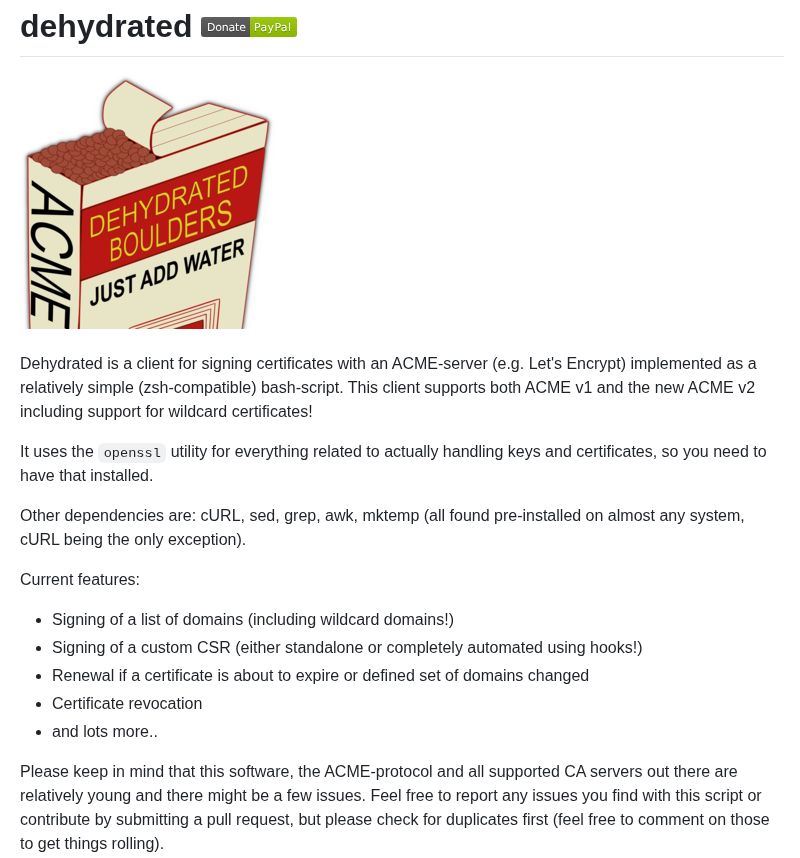 dehydrated Donate PayPal
ACME
DEHYDRATED
BOULDERS
JUST ADD WATER
Dehydrated is a client for signing certificates with an ACME-server (e.g. Let's Encrypt) implemented as a
relatively simple (zsh-compatible) bash-script. This client supports both ACME v1 and the new ACME v2
including support for wildcard certificates!
It uses the openssl utility for everything related to actually handling keys and certificates, so you need to
have that installed.
Other dependencies are: cURL, sed, grep, awk, mktemp (all found pre-installed on almost any system,
cURL being the only exception).
Current features:
• Signing of a list of domains (including wildcard domains!)
• Signing of a custom CSR (either standalone or completely automated using hooks!)
• Renewal if a certificate is about to expire or defined set of domains changed
• Certificate revocation
• and lots more..
Please keep in mind that this software, the ACME-protocol and all supported CA servers out there are
relatively young and there might be a few issues. Feel free to report any issues you find with this script or
contribute by submitting a pull request, but please check for duplicates first (feel free to comment on those
to get things rolling).